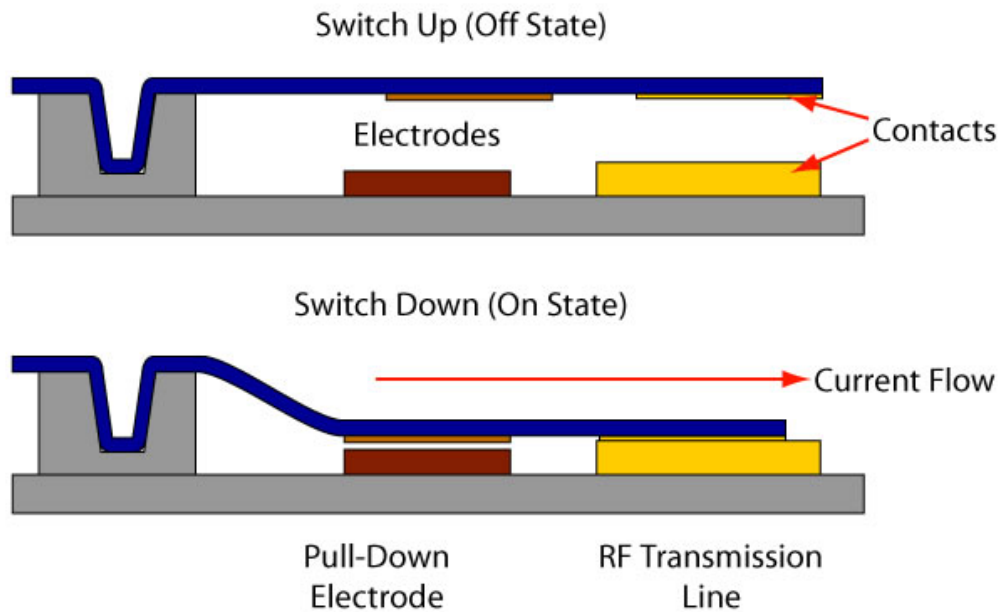 Switch Up (Off State)
Electrodes
Contacts
Switch Down (On State)
Current Flow
Pull-Down
Electrode
RF Transmission
Line